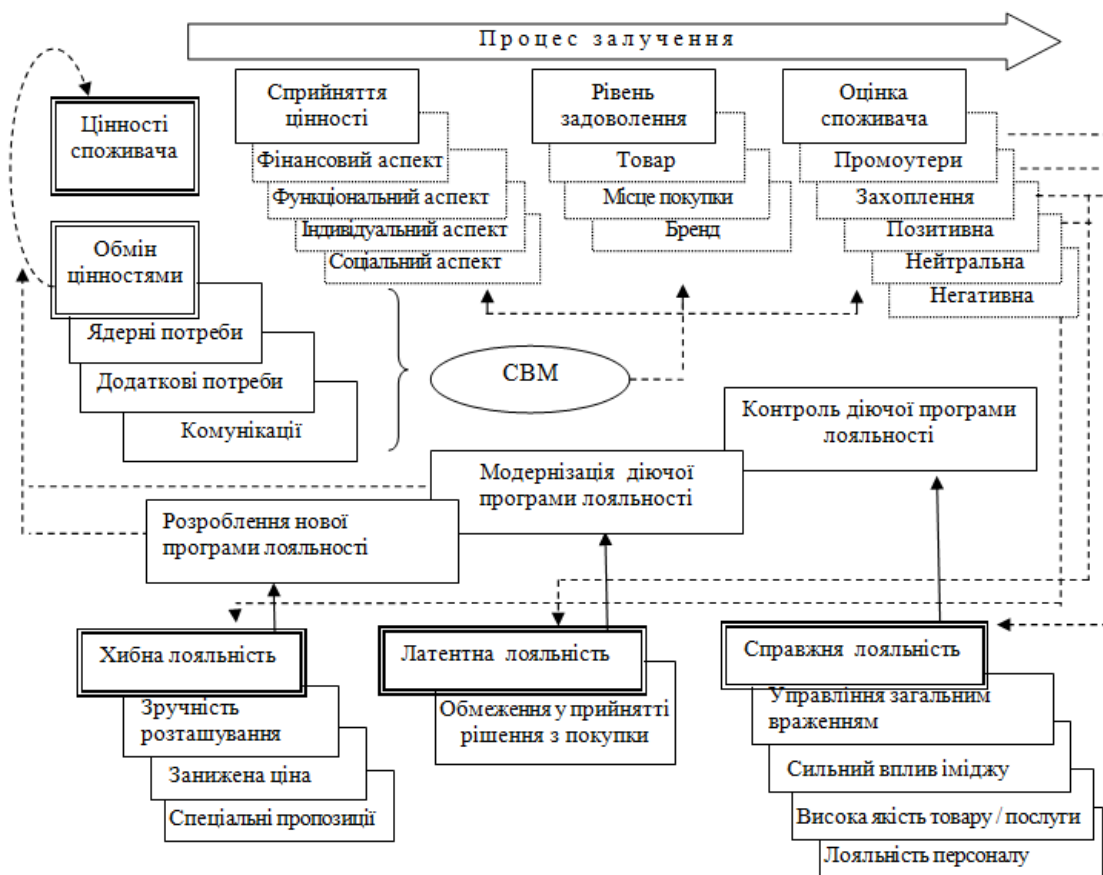 Процес залучення
Цінності
споживача
Сприйняття
цінності
Фінансовий аспект
Функціональний аспект
Індивідуальний аспект
Соціальний аспект
Рівень
задоволення
Товар
Місце покупки
Бренд
Оцінка
споживача
Промоутери
Захоплення
Позитивна
Нейтральна
Негативна
Обмін
цінностями
Ядерні потреби
Додаткові потреби
Комунікації
СВМ
Контроль діючої програми
лояльності
Модернізація діючої
програми лояльності
Розроблення нової
програми лояльності
Хибна лояльність
Зручність
розташування
Занижена ціна
Спеціальні пропозиції
Латентна лояльність
Обмеження у прийнятті
рішення з покупки
Справжня лояльність
Управління загальним
враженням
Сильний вплив іміджу
Висока якість товару / послуги
Лояльність персоналу